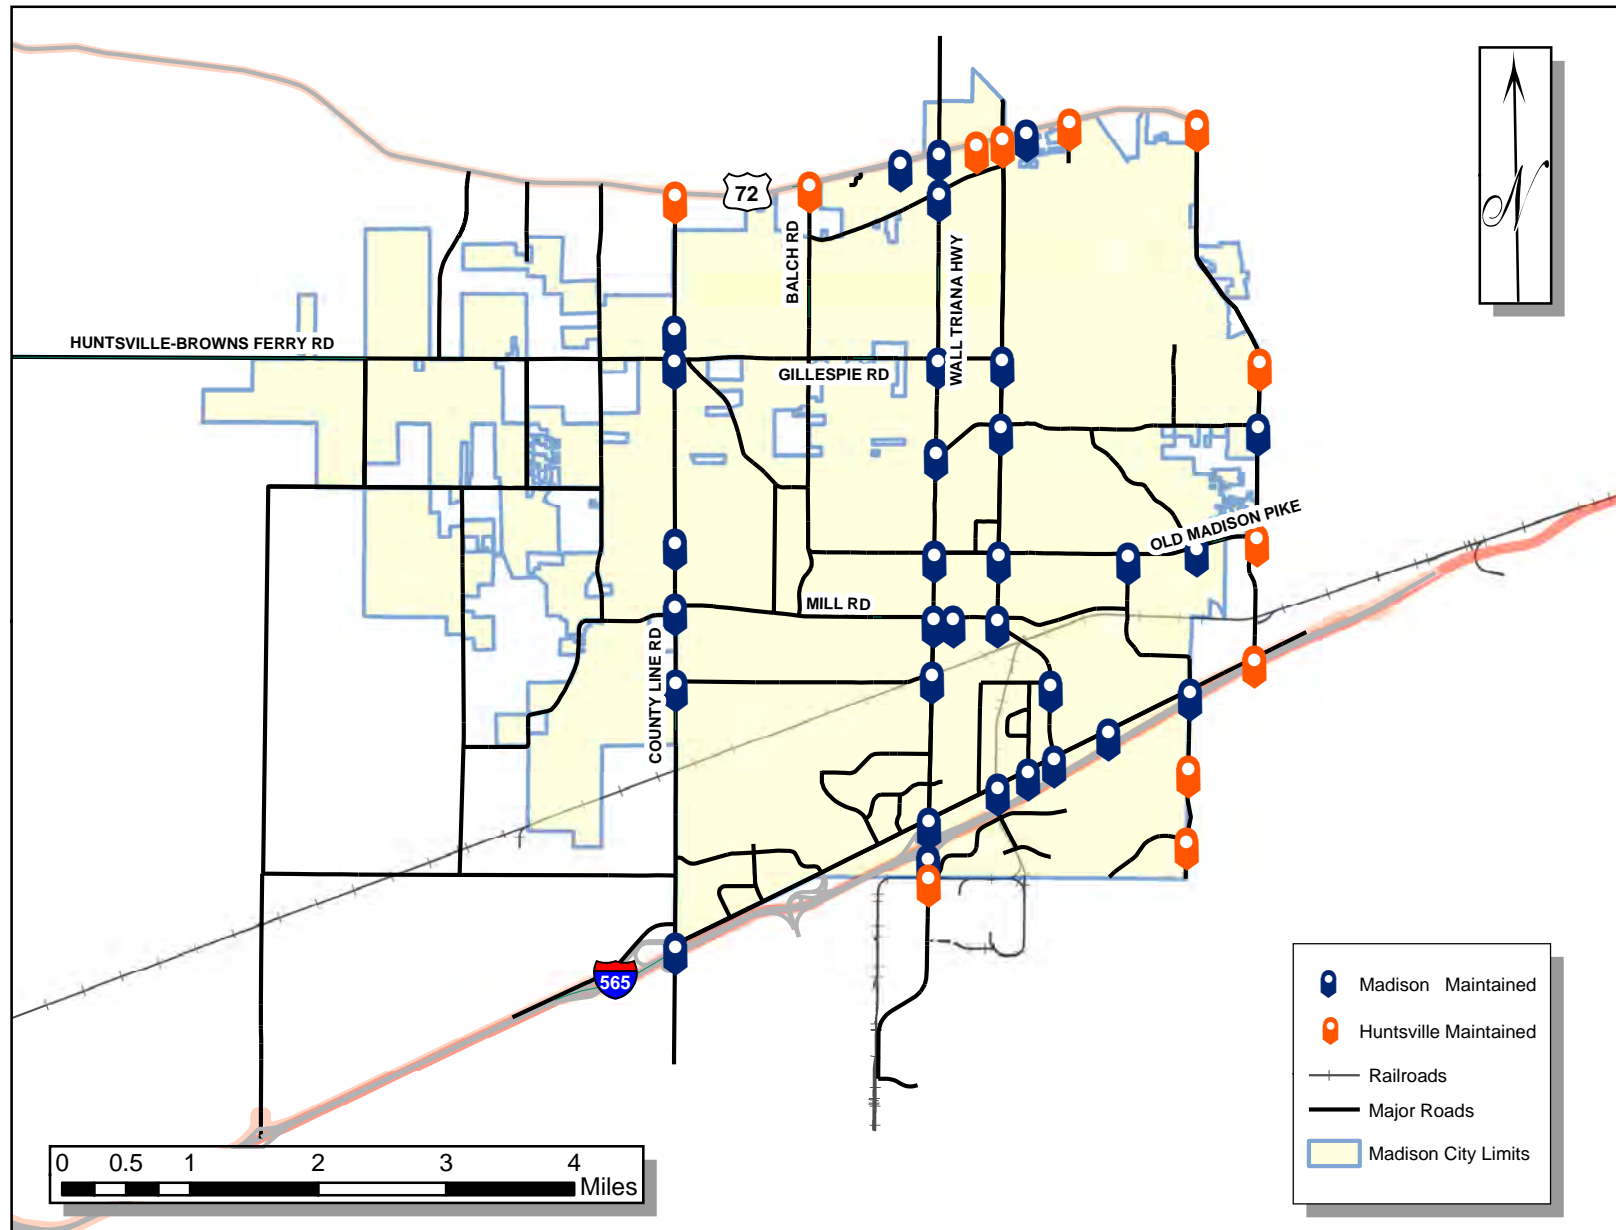 72
BALCH RD
WALL TRIANA HWY
HUNTSVILLE-BROWNS FERRY RD
GILLESPIE RD
OLD MADISON PIKE
MILL RD
COUNTY LINE RD
565
N
Madison Maintained
Huntsville Maintained
Railroads
Major Roads
Madison City Limits
0 0.5 1 2 3 4
Miles